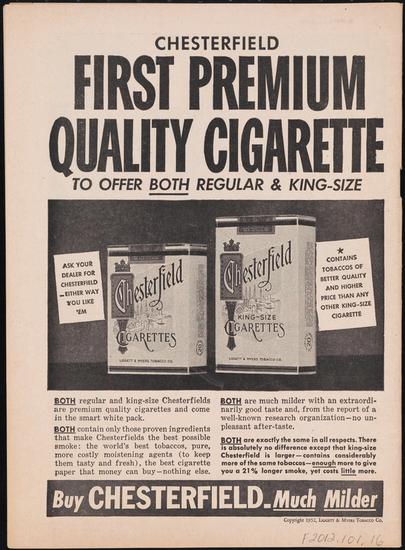 CHESTERFIELD
FIRST PREMIUM
QUALITY CIGARETTE
TO OFFER BOTH REGULAR & KING-SIZE
ASK YOUR
DEALER FOR
CHESTERFIELD
—EITHER WAY
YOU LIKE
'EM
Chesterfield
CIGARETTES
LIGGETT & MYERS TOBACCO CO.
Chesterfield
KING-SIZE
CIGARETTES
LIGGETT & MYERS TOBACCO CO.
★
CONTAINS
TOBACCOS OF
BETTER QUALITY
AND HIGHER
PRICE THAN ANY
OTHER KING-SIZE
CIGARETTE
BOTH regular and king-size Chesterfields
are premium quality cigarettes and come
in the smart white pack.
BOTH contain only those proven ingredients
that make Chesterfields the best possible
smoke: the world's best tobaccos, pure,
more costly moistening agents (to keep
them tasty and fresh), the best cigarette
paper that money can buy—nothing else.
BOTH are much milder with an extraordi-
narily good taste and, from the report of a
well-known research organization—no un-
pleasant after-taste.
BOTH are exactly the same in all respects. There
is absolutely no difference except that king-size
Chesterfield is larger—contains considerably
more of the same tobaccos—enough more to give
you a 21% longer smoke, yet costs little more.
Buy CHESTERFIELD_Much Milder
Copyright 1952, LIGGETT & MYERS TOBACCO CO.
F2012.101.16